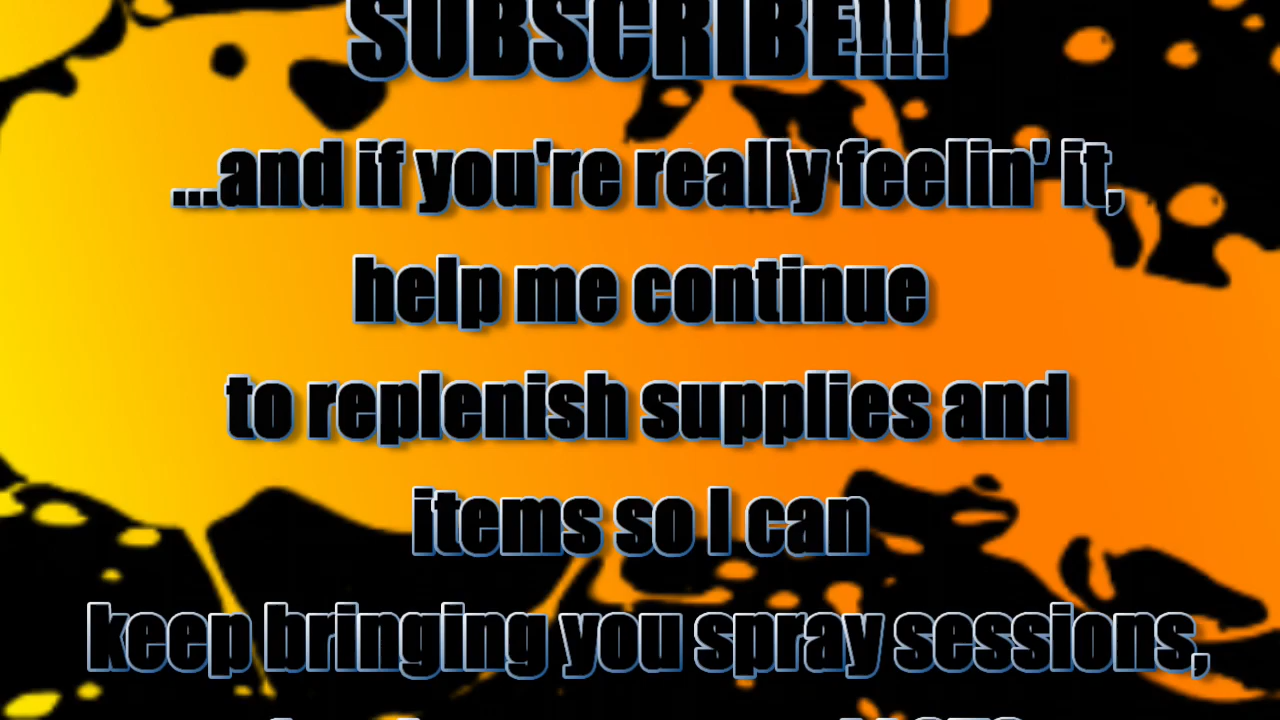 SUBSCRIBE!!!
...and if you're really feelin' it,
help me continue
to replenish supplies and
items so I can
keep bringing you spray sessions,